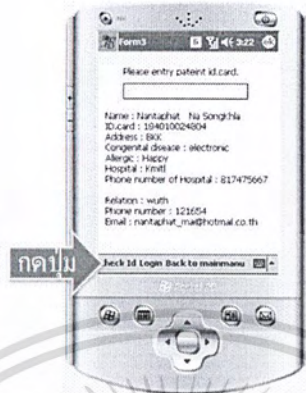 Form3 3:22
Please entry pateint id.card.
Name : Nantaphat Na Songkhla
ID.card : 184010024804
Address : BKK
Congenital disease : electronic
Allergic : Happy
Hospital : Kmitl
Phone number of Hospital : 817475667
Relation : wuth
Phone number : 121654
Email : nantaphat_ma@hotmail.co.th
กดปุ่ม
heck Id Login Back to mainmanu